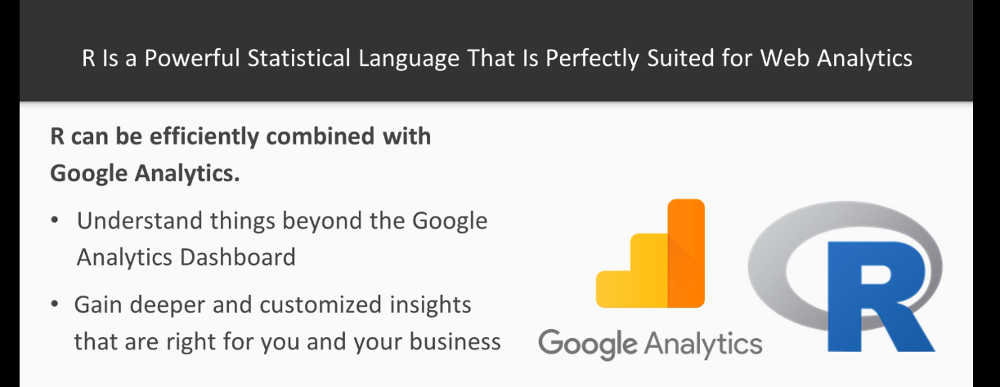 R Is a Powerful Statistical Language That Is Perfectly Suited for Web Analytics
R can be efficiently combined with
Google Analytics.
• Understand things beyond the Google
Analytics Dashboard
• Gain deeper and customized insights
that are right for you and your business
Google Analytics
R